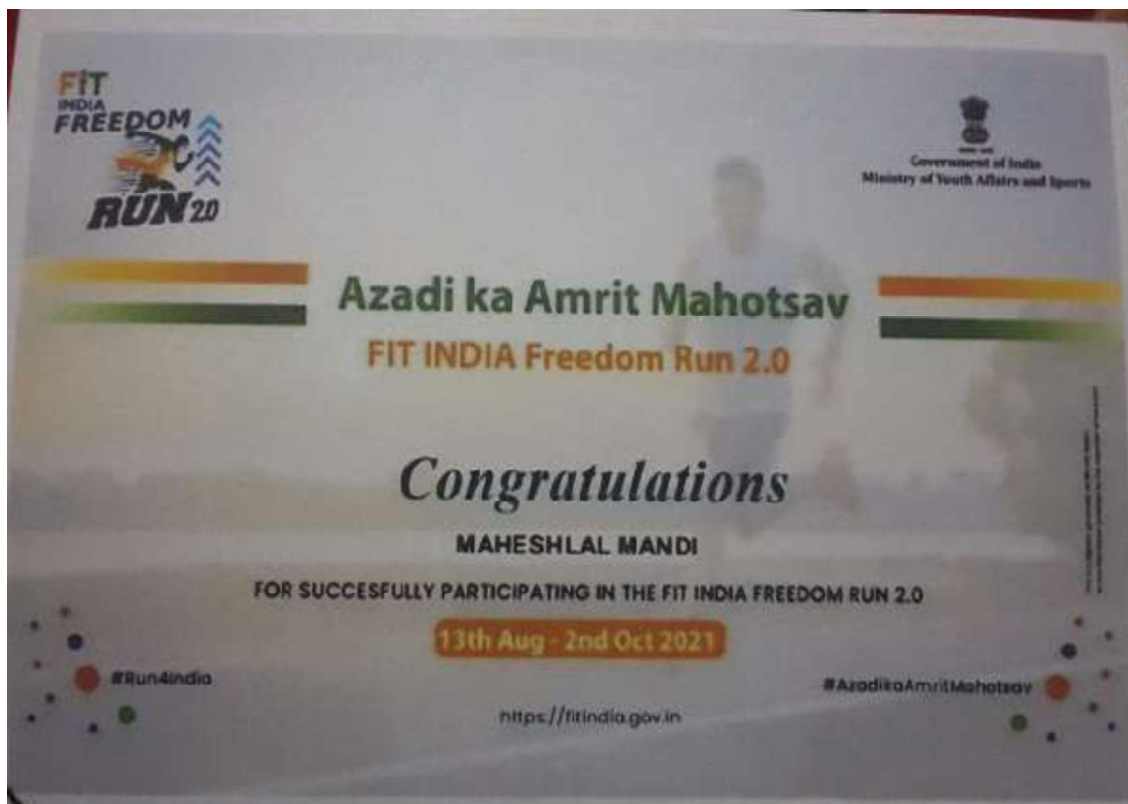 FiT
INDIA
FREEDOM
RUN 2.0
Government of India
Ministry of Youth Affairs and Sports
Azadi ka Amrit Mahotsav
FIT INDIA Freedom Run 2.0
Congratulations
MAHESHLAL MANDI
FOR SUCCESFULLY PARTICIPATING IN THE FIT INDIA FREEDOM RUN 2.0
13th Aug - 2nd Oct 2021
#Run4India
#AzadikaAmritMahotsav
https://fitindia.gov.in